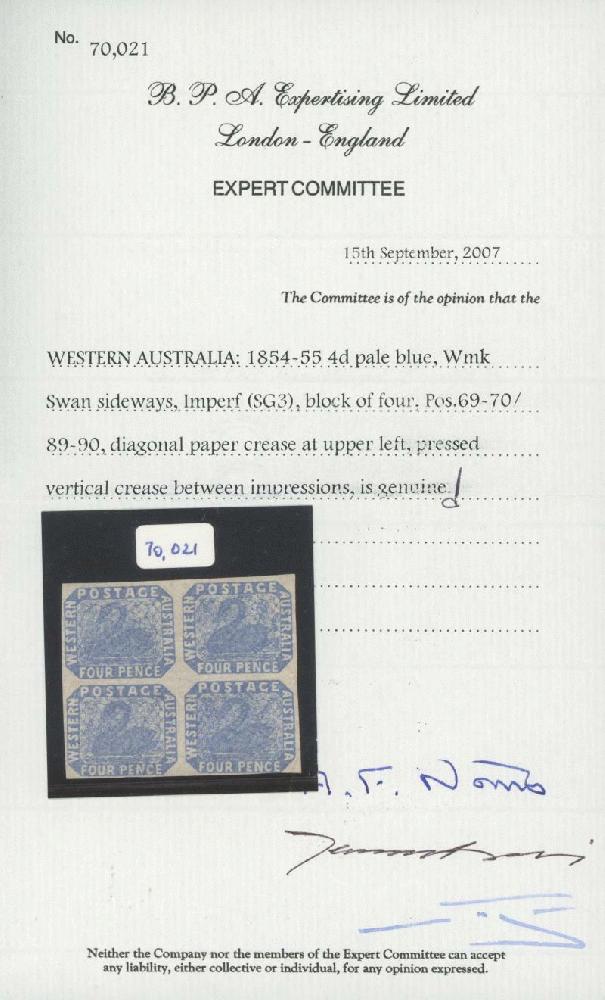 No. 70,021
B. P. A. Expertising Limited
London - England
EXPERT COMMITTEE
15th September, 2007
The Committee is of the opinion that the
WESTERN AUSTRALIA: 1854-55 4d pale blue, Wmk
Swan sideways, Imperf (SG3), block of four, Pos.69-70/
89-90, diagonal paper crease at upper left, pressed
vertical crease between impressions, is genuine.
70,021
POSTAGE POSTAGE
WESTERN AUSTRALIA WESTERN AUSTRALIA
FOUR PENCE FOUR PENCE
POSTAGE POSTAGE
WESTERN AUSTRALIA WESTERN AUSTRALIA
FOUR PENCE FOUR PENCE
Neither the Company nor the members of the Expert Committee can accept
any liability, either collective or individual, for any opinion expressed.